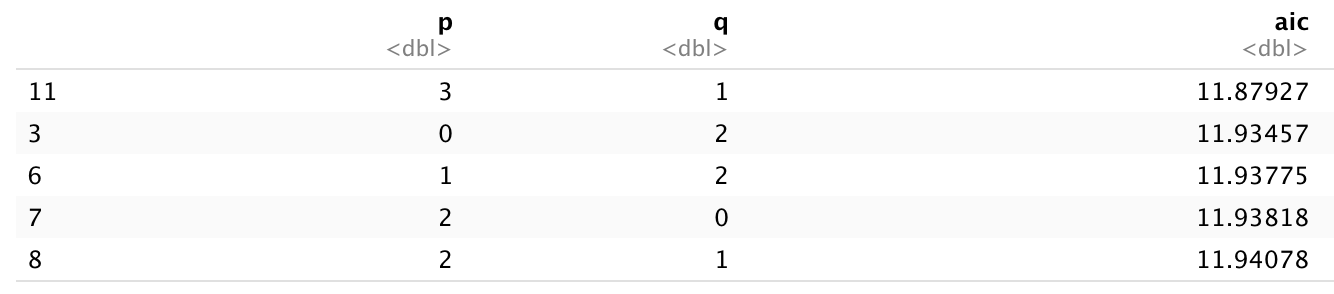 p q aic
<dbl> <dbl> <dbl>
11 3 1 11.87927
3 0 2 11.93457
6 1 2 11.93775
7 2 0 11.93818
8 2 1 11.94078